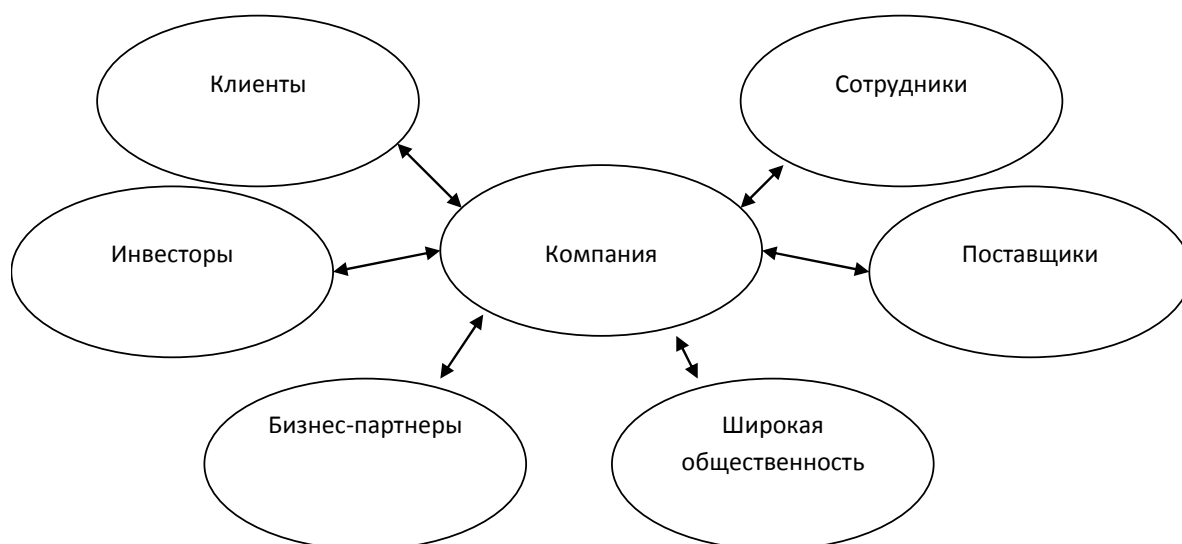 Клиенты
Сотрудники
Инвесторы
Компания
Поставщики
Бизнес-партнеры
Широкая
общественность